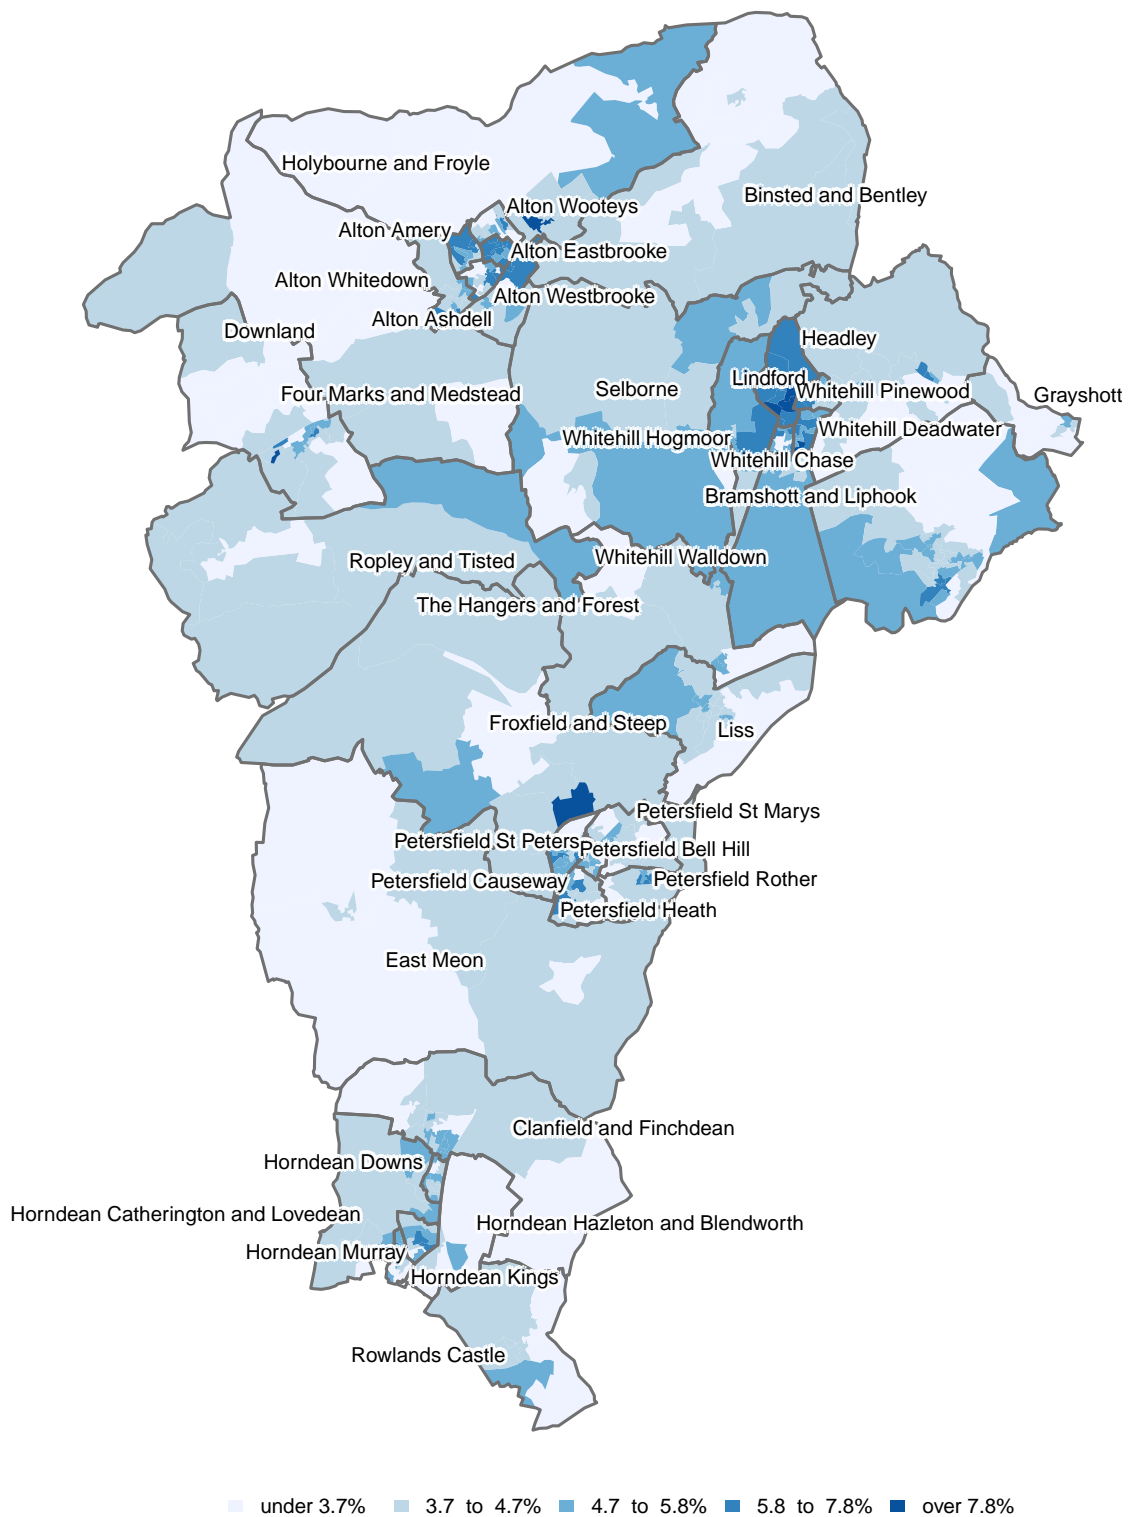 Holybourne and Froyle
Binsted and Bentley
Alton Wooteys
Alton Amery
Alton Eastbrooke
Alton Whitedown
Alton Westbrooke
Alton Ashdell
Downland
Headley
Lindford
Selborne
Whitehill Pinewood
Four Marks and Medstead
Grayshott
Whitehill Deadwater
Whitehill Hogmoor
Whitehill Chase
Bramshott and Liphook
Whitehill Walldown
Ropley and Tisted
The Hangers and Forest
Froxfield and Steep
Liss
Petersfield St Marys
Petersfield St Peters
Petersfield Bell Hill
Petersfield Causeway
Petersfield Rother
Petersfield Heath
East Meon
Clanfield and Finchdean
Horndean Downs
Horndean Catherington and Lovedean
Horndean Hazleton and Blendworth
Horndean Murray
Horndean Kings
Rowlands Castle
under 3.7% 3.7 to 4.7% 4.7 to 5.8% 5.8 to 7.8% over 7.8%